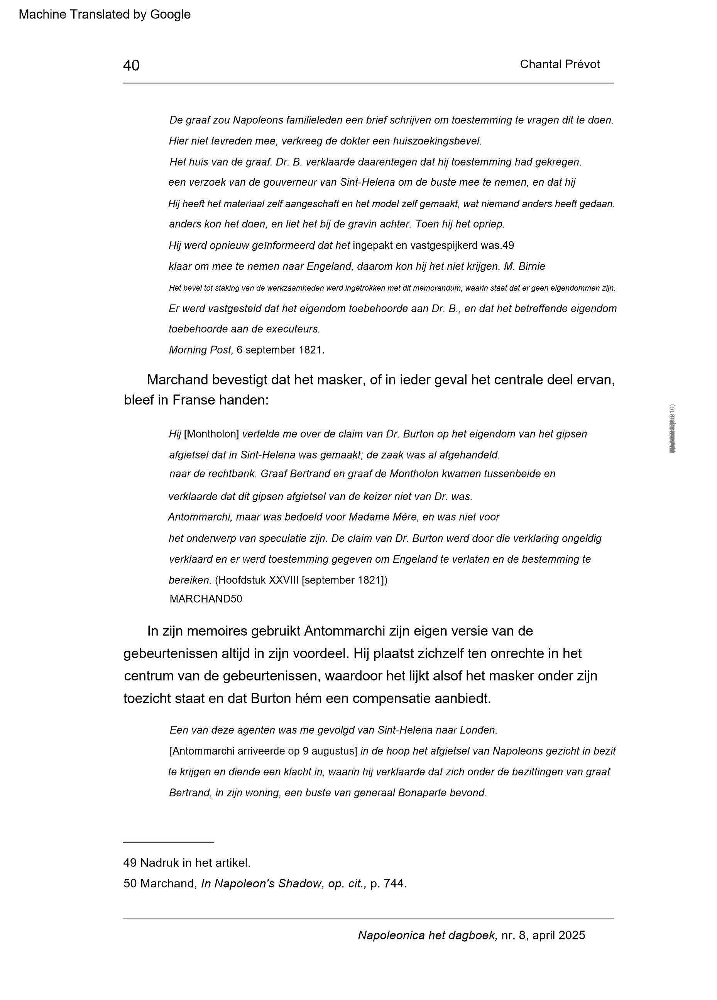 Machine Translated by Google
40
Chantal Prévot
De graaf zou Napoleons familieleden een brief schrijven om toestemming te vragen dit te doen.
Hier niet tevreden mee, verkreeg de dokter een huiszoekingsbevel.
Het huis van de graaf. Dr. B. verklaarde daarentegen dat hij toestemming had gekregen.
een verzoek van de gouverneur van Sint-Helena om de buste mee te nemen, en dat hij
Hij heeft het materiaal zelf aangeschaft en het model zelf gemaakt, wat niemand anders heeft gedaan.
anders kon het doen, en liet het bij de gravin achter. Toen hij het opriep.
Hij werd opnieuw geïnformeerd dat het ingepakt en vastgespijkerd was.49
klaar om mee te nemen naar Engeland, daarom kon hij het niet krijgen. M. Birnie
Het bevel tot staking van de werkzaamheden werd ingetrokken met dit memorandum, waarin staat dat er geen eigendommen zijn.
Er werd vastgesteld dat het eigendom toebehoorde aan Dr. B., en dat het betreffende eigendom
toebehoorde aan de executeurs.
Morning Post, 6 september 1821.
Marchand bevestigt dat het masker, of in ieder geval het centrale deel ervan,
bleef in Franse handen:
Hij [Montholon] vertelde me over de claim van Dr. Burton op het eigendom van het gipsen
afgietsel dat in Sint-Helena was gemaakt; de zaak was al afgehandeld.
naar de rechtbank. Graaf Bertrand en graaf de Montholon kwamen tussenbeide en
verklaarde dat dit gipsen afgietsel van de keizer niet van Dr. was.
Antommarchi, maar was bedoeld voor Madame Mère, en was niet voor
het onderwerp van speculatie zijn. De claim van Dr. Burton werd door die verklaring ongeldig
verklaard en er werd toestemming gegeven om Engeland te verlaten en de bestemming te
bereiken. (Hoofdstuk XXVIII [september 1821])
MARCHAND50
In zijn memoires gebruikt Antommarchi zijn eigen versie van de
gebeurtenissen altijd in zijn voordeel. Hij plaatst zichzelf ten onrechte in het
centrum van de gebeurtenissen, waardoor het lijkt alsof het masker onder zijn
toezicht staat en dat Burton hém een compensatie aanbiedt.
Een van deze agenten was me gevolgd van Sint-Helena naar Londen.
[Antommarchi arriveerde op 9 augustus] in de hoop het afgietsel van Napoleons gezicht in bezit
te krijgen en diende een klacht in, waarin hij verklaarde dat zich onder de bezittingen van graaf
Bertrand, in zijn woning, een buste van generaal Bonaparte bevond.
49 Nadruk in het artikel.
50 Marchand, In Napoleon's Shadow, op. cit., p. 744.
Napoleonica het dagboek, nr. 8, april 2025